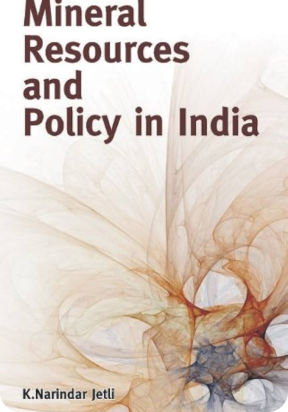 Mineral
Resources
and
Policy in India
K.Narindar Jetli